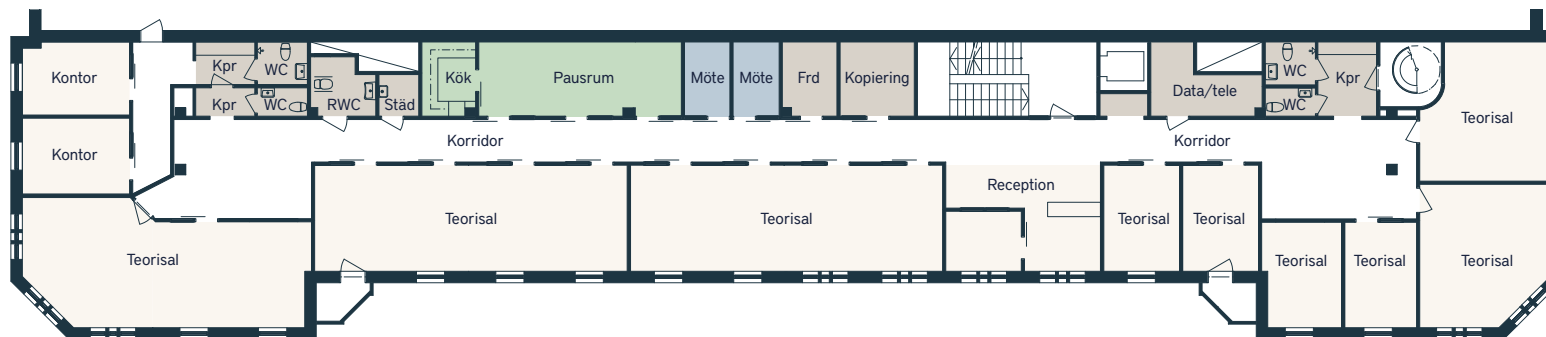 Kontor
Kpr
WC
Kpr
WC
RWC
Städ
Kök
Pausrum
Möte
Möte
Frd
Kopiering
Data/tele
WC
WC
Kpr
Teorisal
Kontor
Korridor
Korridor
Reception
Teorisal
Teorisal
Teorisal
Teorisal
Teorisal
Teorisal
Teorisal
Teorisal